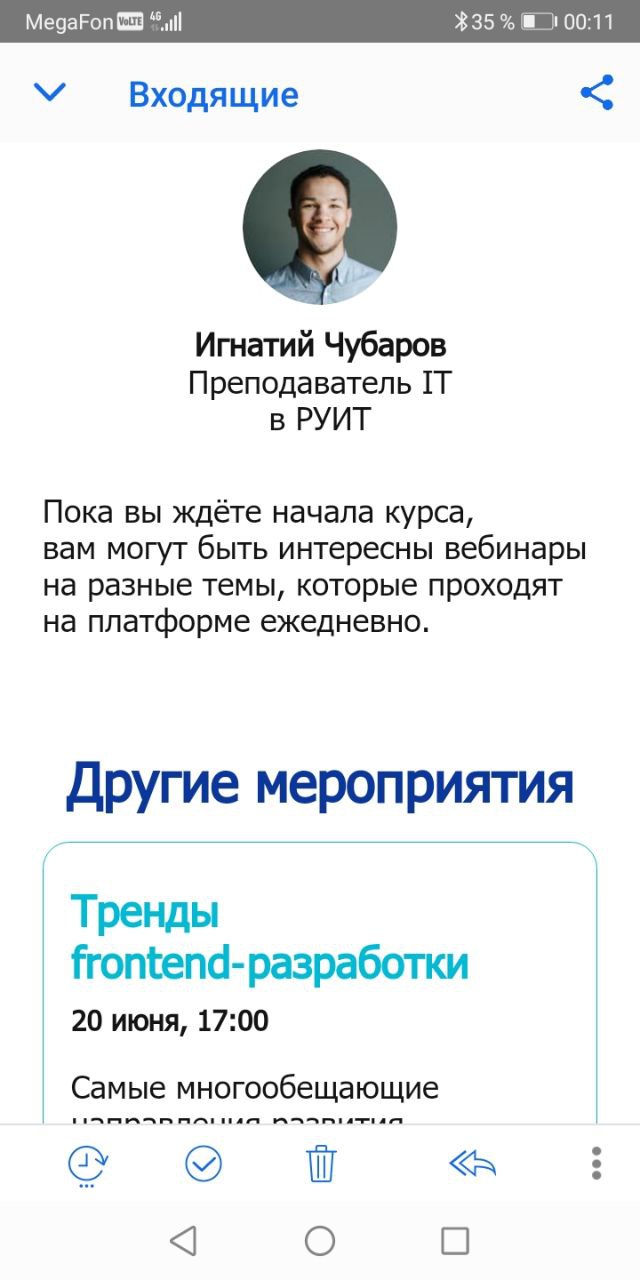 MegaFon VoLTE 4G 35 % 00:11
Входящие
Игнатий Чубаров
Преподаватель IT
в РУИТ
Пока вы ждёте начала курса,
вам могут быть интересны вебинары
на разные темы, которые проходят
на платформе ежедневно.
Другие мероприятия
Тренды
frontend-разработки
20 июня, 17:00
Самые многообещающие
направления развития